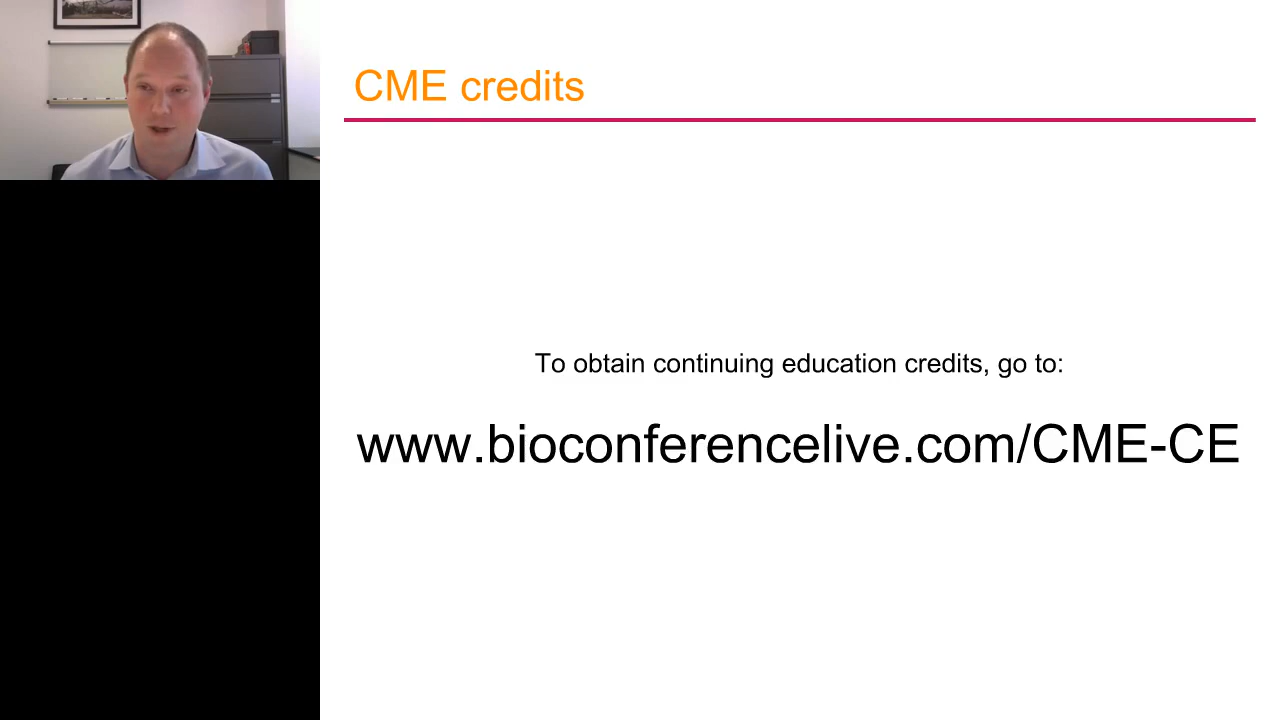 CME credits
To obtain continuing education credits, go to:
www.bioconferencelive.com/CME-CE